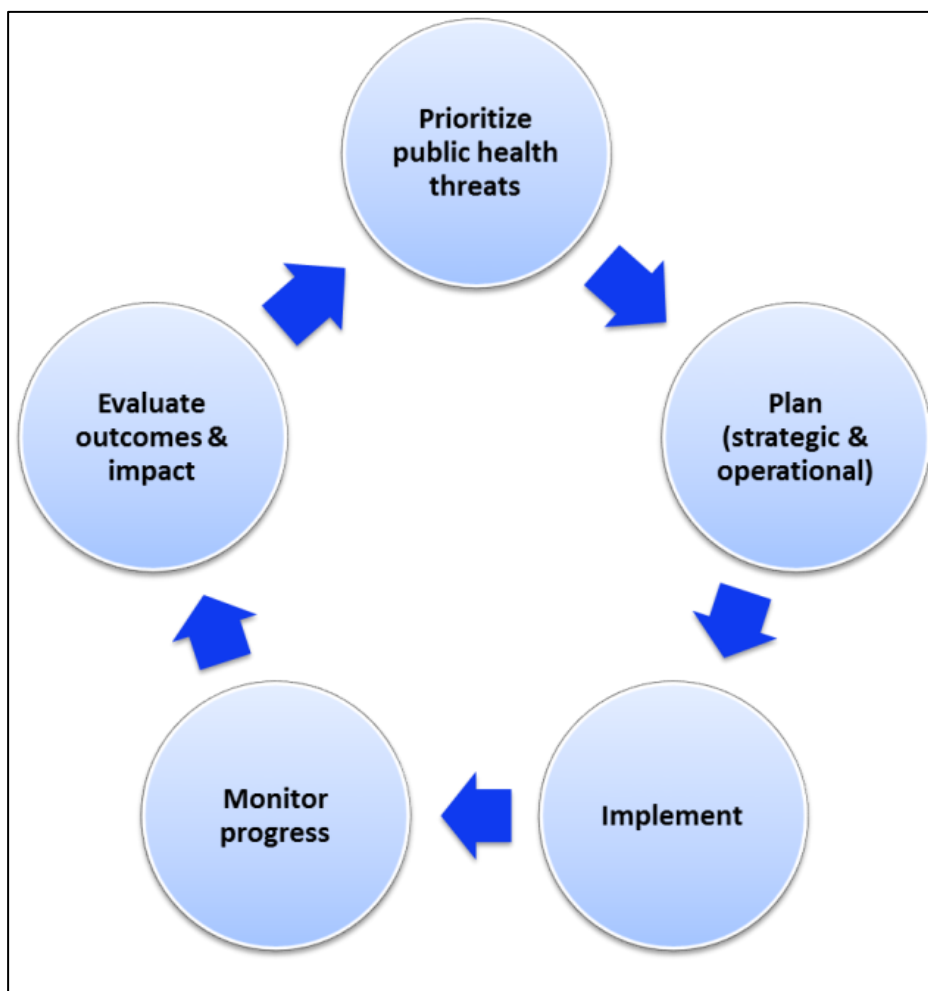 Prioritize
public health
threats
Plan
(strategic &
operational)
Implement
Monitor
progress
Evaluate
outcomes &
impact